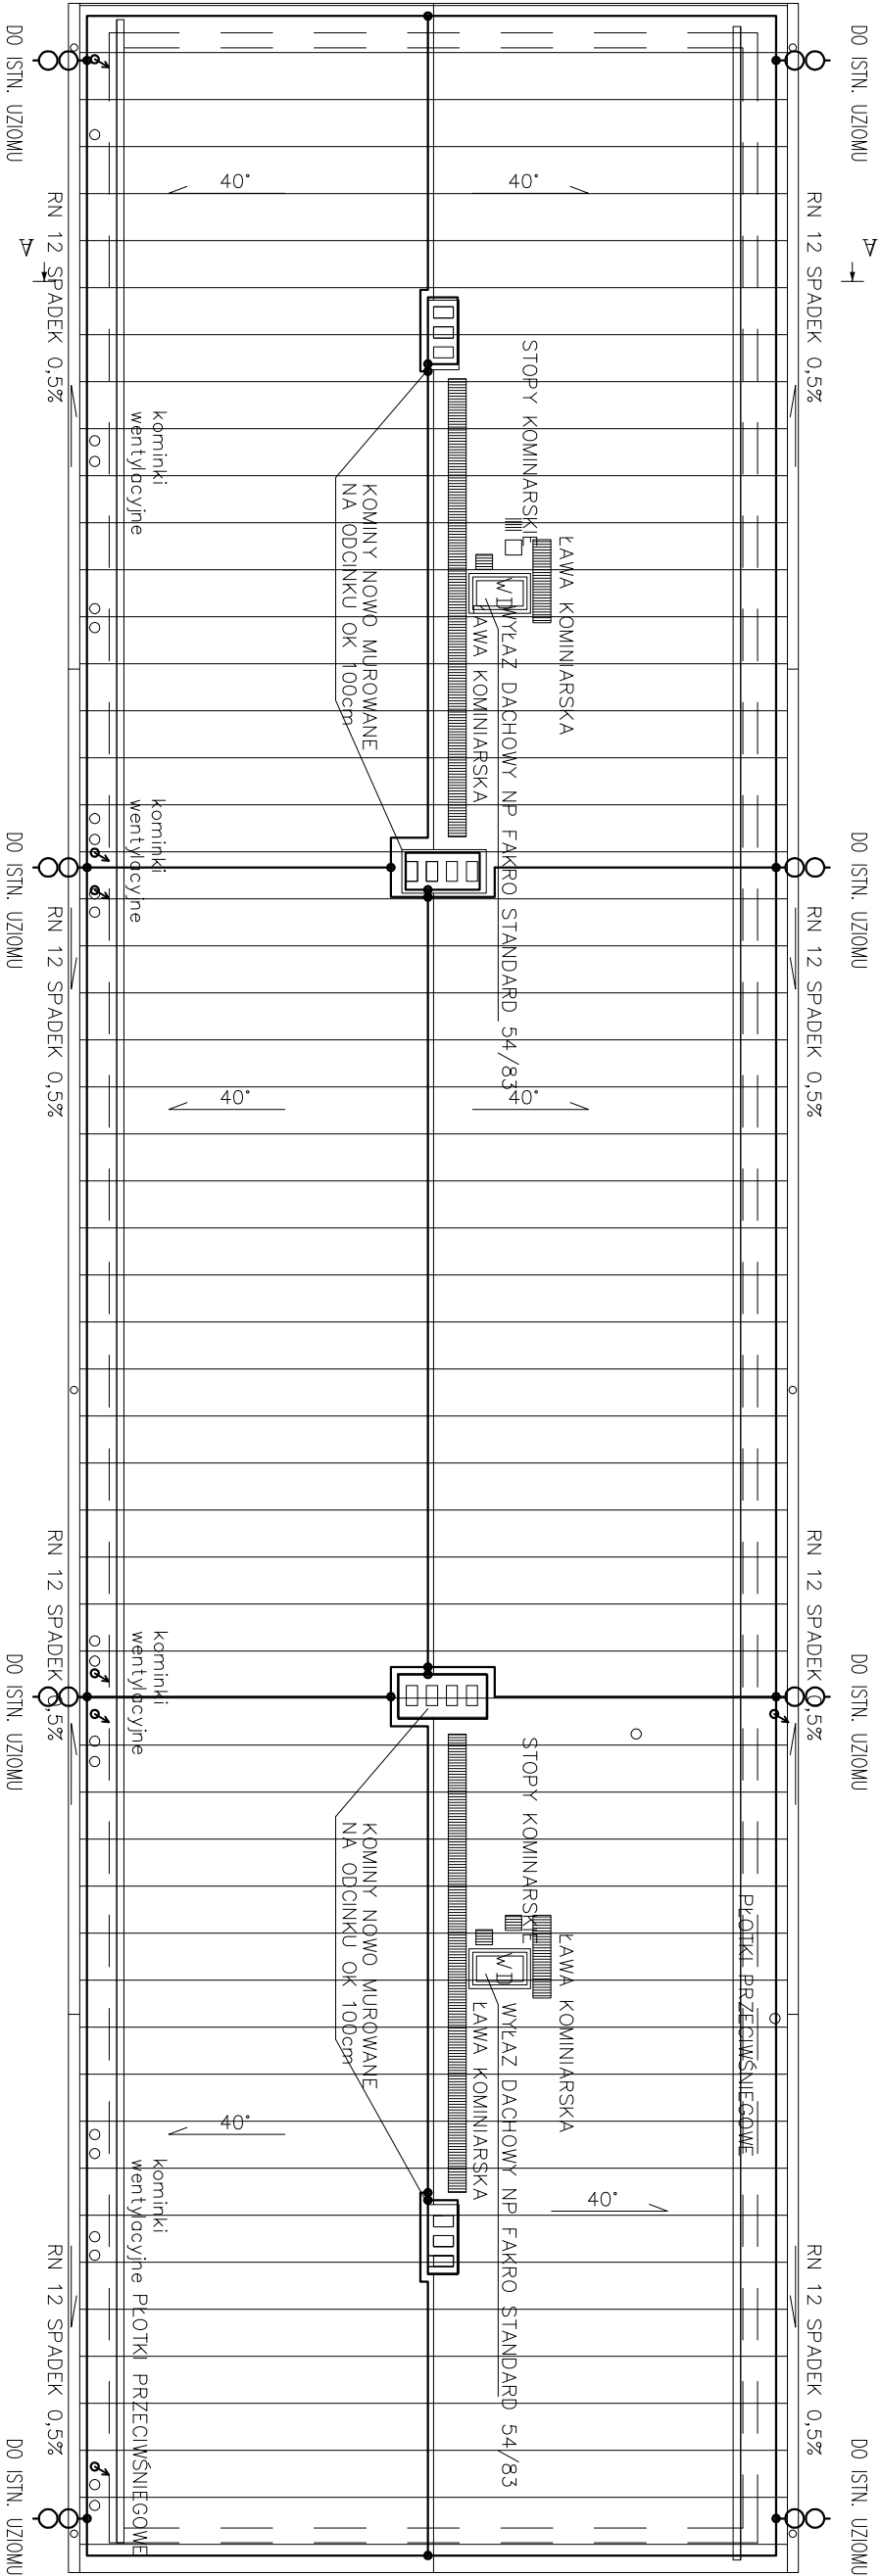 DO ISTN. UZIOMU
DO ISTN. UZIOMU
DO ISTN. UZIOMU
DO ISTN. UZIOMU
A
A
RN 12 SPADEK 0,5%
RN 12 SPADEK 0,5%
RN 12 SPADEK 0,5%
RN 12 SPADEK 0,5%
PŁOTKI PRZECIWŚNIEGOWE
40°
40°
40°
STOPY KOMINARSKIE
ŁAWA KOMINIARSKA
WD
WYŁAZ DACHOWY NP FAKRO STANDARD 54/83
ŁAWA KOMINIARSKA
STOPY KOMINARSKIE
ŁAWA KOMINIARSKA
WD
WYŁAZ DACHOWY NP FAKRO STANDARD 54/83
ŁAWA KOMINIARSKA
KOMINY NOWO MUROWANE
NA ODCINKU OK 100cm
KOMINY NOWO MUROWANE
NA ODCINKU OK 100cm
40°
40°
40°
kominki
wentylacyjne
kominki
wentylacyjne
kominki
wentylacyjne
kominki
wentylacyjne
PŁOTKI PRZECIWŚNIEGOWE
RN 12 SPADEK 0,5%
RN 12 SPADEK 0,5%
RN 12 SPADEK 0,5%
RN 12 SPADEK 0,5%
DO ISTN. UZIOMU
DO ISTN. UZIOMU
DO ISTN. UZIOMU
DO ISTN. UZIOMU